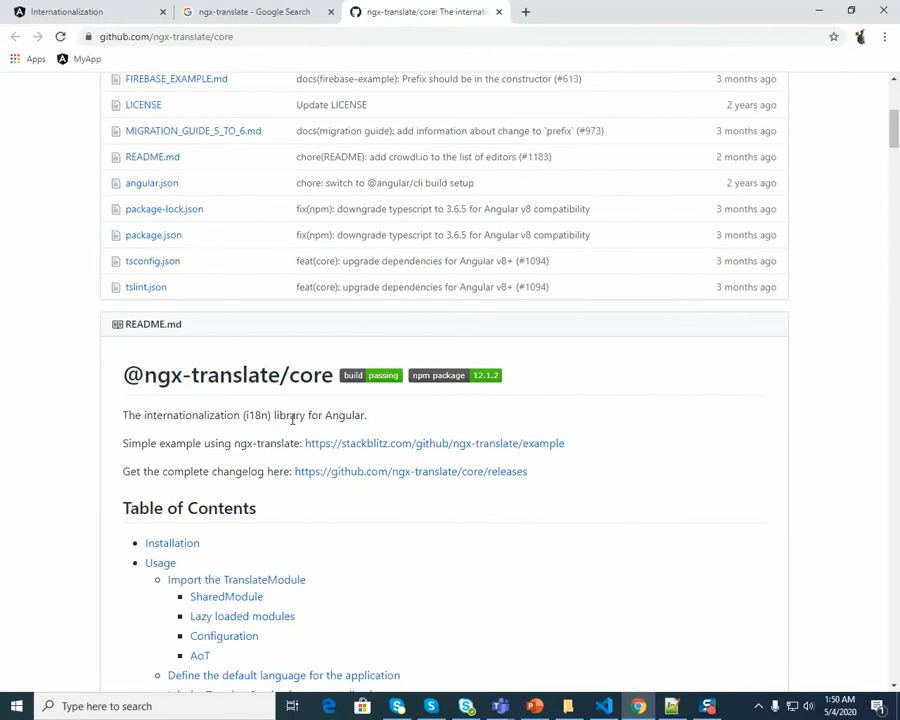 Internationalization
ngx-translate - Google Search
ngx-translate/core: The internati
github.com/ngx-translate/core
Apps
MyApp
FIREBASE_EXAMPLE.md docs(firebase-example): Prefix should be in the constructor (#613) 3 months ago
LICENSE Update LICENSE 2 years ago
MIGRATION_GUIDE_5_TO_6.md docs(migration guide): add information about change to `prefix` (#973) 3 months ago
README.md chore(README): add crowdl.io to the list of editors (#1183) 2 months ago
angular.json chore: switch to @angular/cli build setup 2 years ago
package-lock.json fix(npm): downgrade typescript to 3.6.5 for Angular v8 compatibility 3 months ago
package.json fix(npm): downgrade typescript to 3.6.5 for Angular v8 compatibility 3 months ago
tsconfig.json feat(core): upgrade dependencies for Angular v8+ (#1094) 3 months ago
tslint.json feat(core): upgrade dependencies for Angular v8+ (#1094) 3 months ago
README.md
@ngx-translate/core build passing npm package 12.1.2
The internationalization (i18n) library for Angular.
Simple example using ngx-translate: https://stackblitz.com/github/ngx-translate/example
Get the complete changelog here: https://github.com/ngx-translate/core/releases
Table of Contents
Installation
Usage
Import the TranslateModule
SharedModule
Lazy loaded modules
Configuration
AoT
Define the default language for the application
Type here to search
1:50 AM
5/4/2020